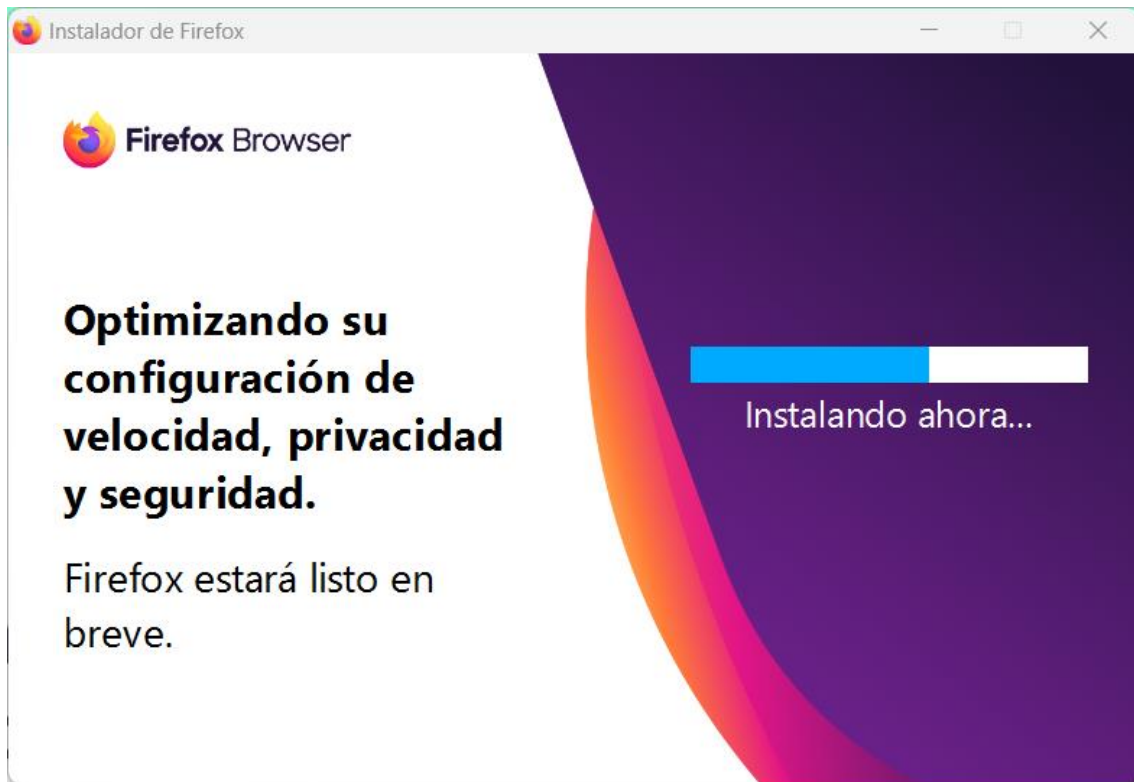 Instalador de Firefox
Firefox Browser
Optimizando su
configuración de
velocidad, privacidad
y seguridad.
Firefox estará listo en
breve.
Instalando ahora...